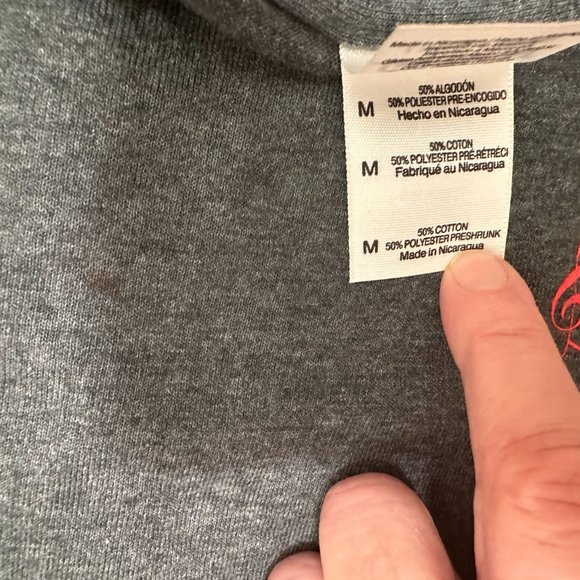 50% ALGODÓN
M 50% POLIESTER PRE-ENCOGIDO
Hecho en Nicaragua
50% COTON
M 50% POLYESTER PRÉ-RÉTRÉCI
Fabriqué au Nicaragua
50% COTTON
M 50% POLYESTER PRESHRUNK
Made in Nicaragua